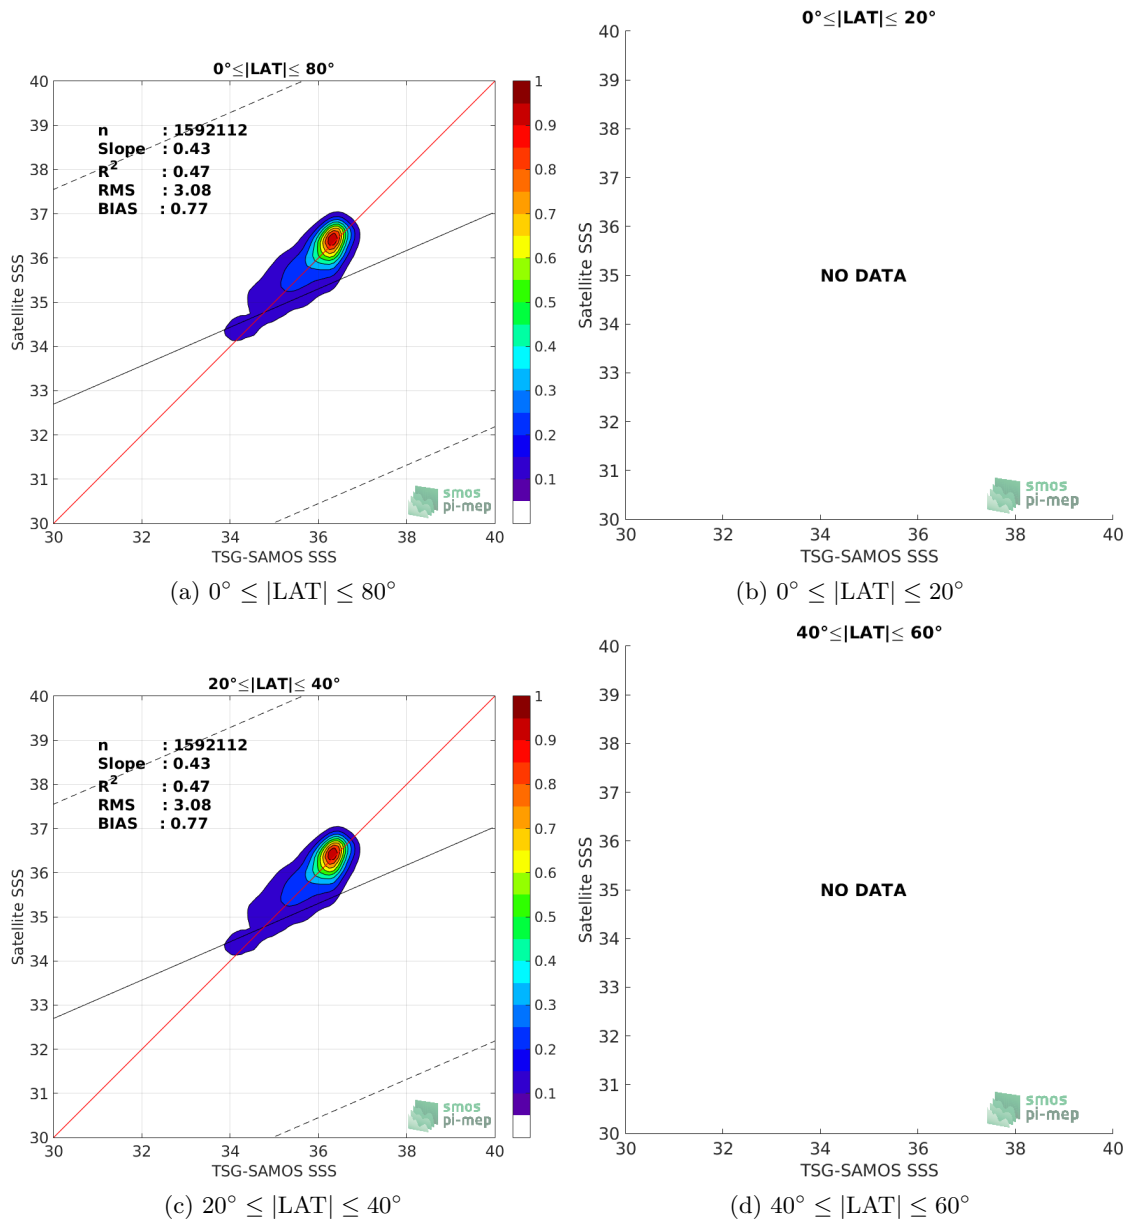 0°≤|LAT|≤ 80°
40
39
38
37
36
35
34
33
32
31
30
Satellite SSS
n : 1592112
Slope : 0.43
R² : 0.47
RMS : 3.08
BIAS : 0.77
smos
pi-mep
30 32 34 36 38 40
TSG-SAMOS SSS
1
0.9
0.8
0.7
0.6
0.5
0.4
0.3
0.2
0.1
(a) 0° ≤ |LAT| ≤ 80°
0°≤|LAT|≤ 20°
40
39
38
37
36
35
34
33
32
31
30
Satellite SSS
NO DATA
smos
pi-mep
30 32 34 36 38 40
TSG-SAMOS SSS
(b) 0° ≤ |LAT| ≤ 20°
20°≤|LAT|≤ 40°
40
39
38
37
36
35
34
33
32
31
30
Satellite SSS
n : 1592112
Slope : 0.43
R² : 0.47
RMS : 3.08
BIAS : 0.77
smos
pi-mep
30 32 34 36 38 40
TSG-SAMOS SSS
1
0.9
0.8
0.7
0.6
0.5
0.4
0.3
0.2
0.1
(c) 20° ≤ |LAT| ≤ 40°
40°≤|LAT|≤ 60°
40
39
38
37
36
35
34
33
32
31
30
Satellite SSS
NO DATA
smos
pi-mep
30 32 34 36 38 40
TSG-SAMOS SSS
(d) 40° ≤ |LAT| ≤ 60°